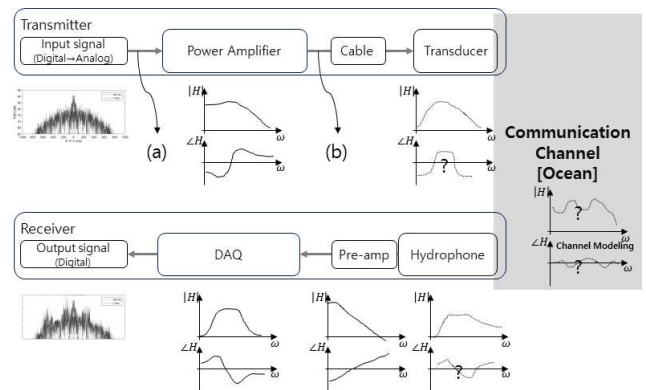 Transmitter
Input signal
(Digital→Analog)
Power Amplifier
Cable
Transducer
|H|
ω
∠H
ω
(a)
(b)
|H|
ω
∠H
?
ω
Communication
Channel
[Ocean]
|H|
?
ω
∠H
Channel Modeling
?
ω
Receiver
Output signal
(Digital)
DAQ
Pre-amp
Hydrophone
|H|
ω
∠H
ω
|H|
ω
∠H
ω
|H|
ω
∠H
?
ω